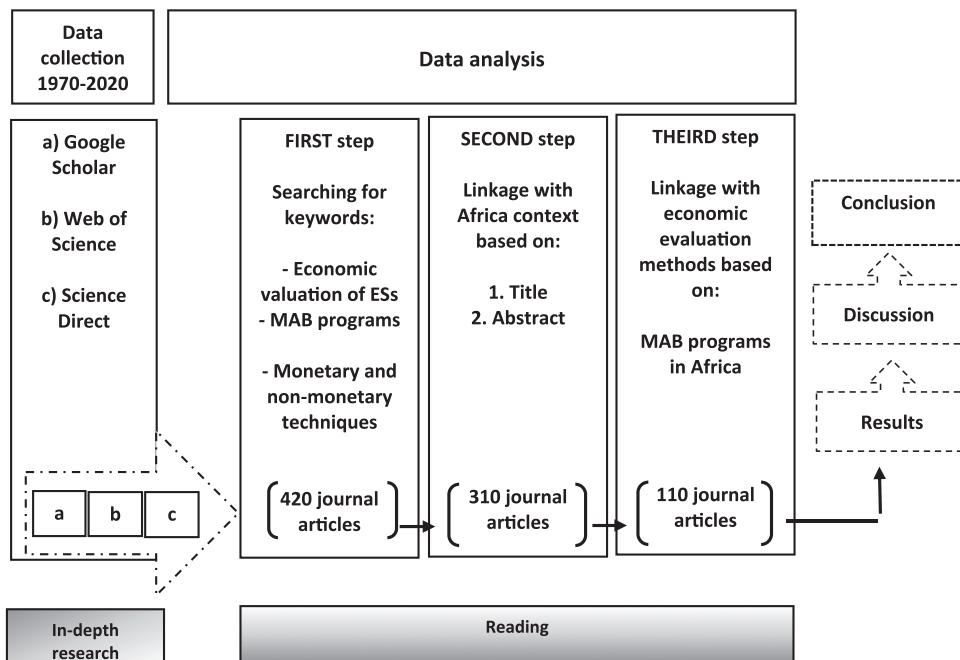 Data
collection
1970-2020
Data analysis
a) Google
Scholar
b) Web of
Science
c) Science
Direct
a
b
c
FIRST step
Searching for
keywords:
- Economic
valuation of ESs
- MAB programs
- Monetary and
non-monetary
techniques
420 journal
articles
SECOND step
Linkage with
Africa context
based on:
1. Title
2. Abstract
310 journal
articles
THEIRD step
Linkage with
economic
evaluation
methods based
on:
MAB programs
in Africa
110 journal
articles
Conclusion
Discussion
Results
In-depth
research
Reading